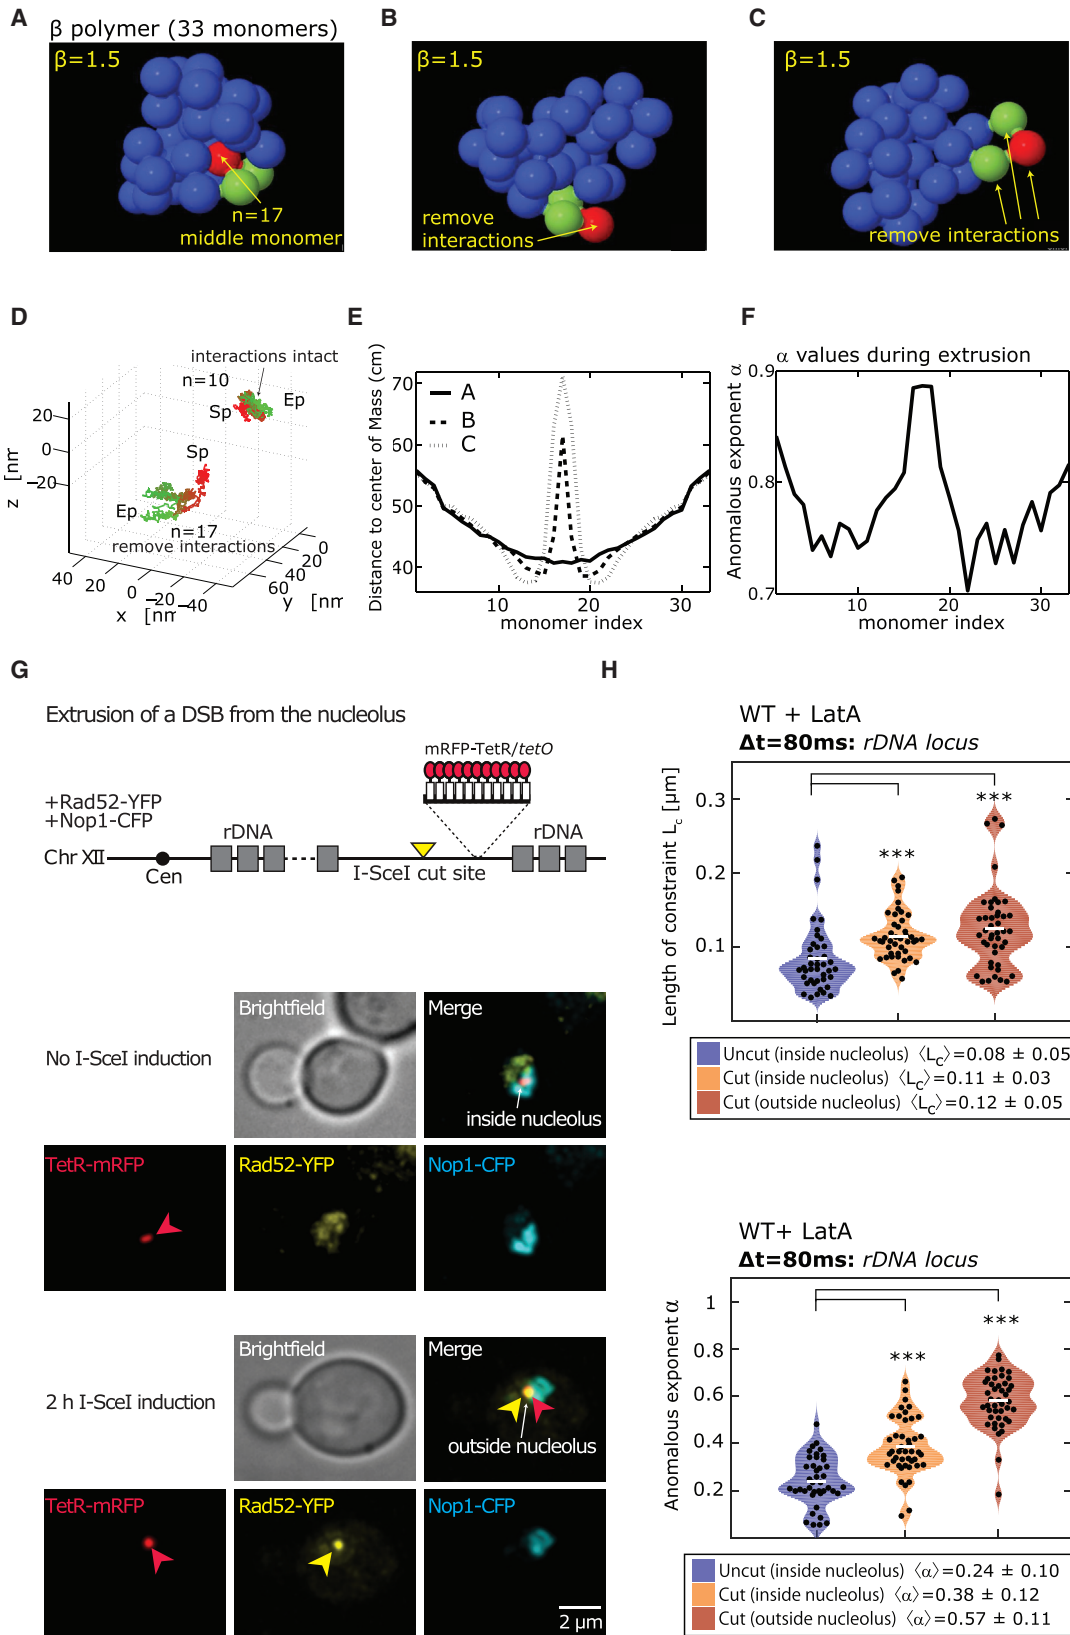 A
β polymer (33 monomers)
β=1.5
n=17
middle monomer
B
β=1.5
remove
interactions
C
β=1.5
remove interactions
D
interactions intact
n=10
Sp
Ep
Sp
Ep
n=17
remove interactions
z [nm
20
0
−20
40
20
0
−20
−40
x [nm
0
20
40
60
y [nm
E
Distance to center of Mass (cm)
70
60
50
40
A
B
C
10
20
30
monomer index
F
α values during extrusion
Anomalous exponent α
0.9
0.8
0.7
10
20
30
monomer index
G
Extrusion of a DSB from the nucleolus
mRFP-TetR/tetO
+Rad52-YFP
+Nop1-CFP
rDNA
rDNA
Chr XII
Cen
I-SceI cut site
No I-SceI induction
Brightfield
Merge
inside nucleolus
TetR-mRFP
Rad52-YFP
Nop1-CFP
2 h I-SceI induction
Brightfield
Merge
outside nucleolus
TetR-mRFP
Rad52-YFP
Nop1-CFP
2 μm
H
WT + LatA
Δt=80ms: rDNA locus
Length of constraint Lc [μm]
0.3
0.2
0.1
***
***
Uncut (inside nucleolus) ⟨Lc⟩=0.08 ± 0.05
Cut (inside nucleolus) ⟨Lc⟩=0.11 ± 0.03
Cut (outside nucleolus) ⟨Lc⟩=0.12 ± 0.05
WT+ LatA
Δt=80ms: rDNA locus
Anomalous exponent α
1
0.8
0.6
0.4
0.2
***
***
Uncut (inside nucleolus) ⟨α⟩=0.24 ± 0.10
Cut (inside nucleolus) ⟨α⟩=0.38 ± 0.12
Cut (outside nucleolus) ⟨α⟩=0.57 ± 0.11